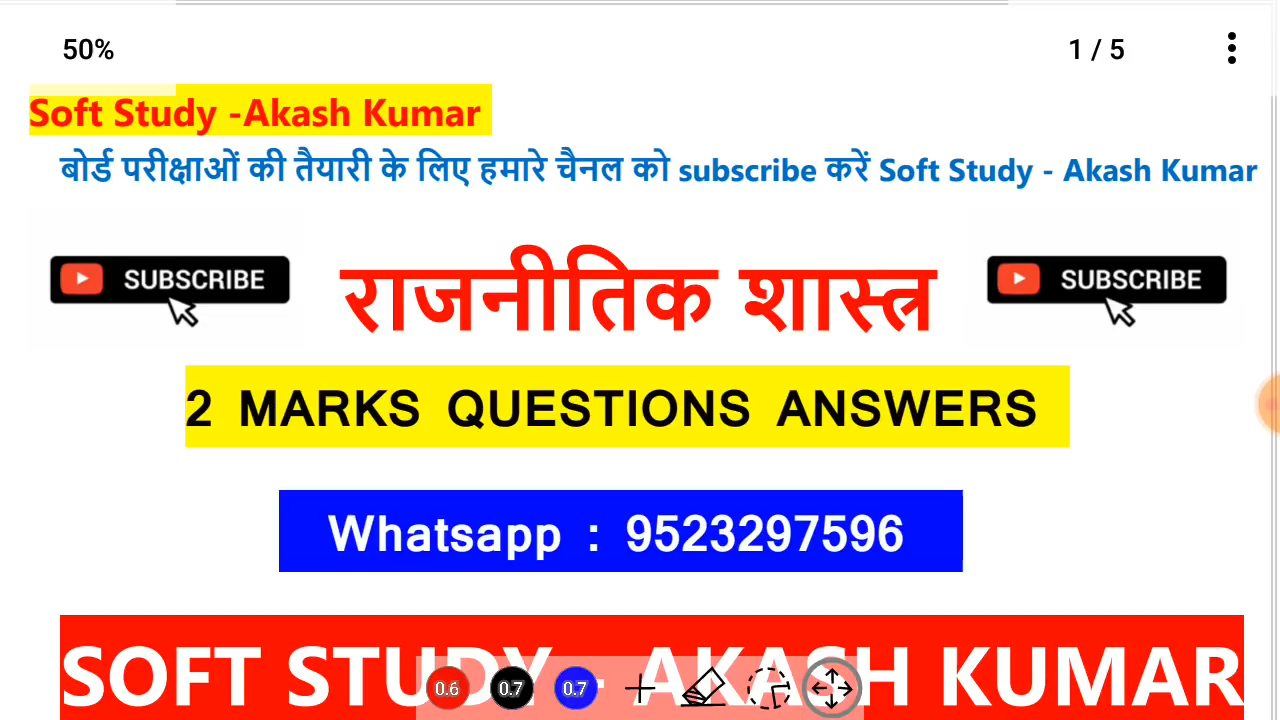 50% 1 / 5
Soft Study -Akash Kumar
बोर्ड परीक्षाओं की तैयारी के लिए हमारे चैनल को subscribe करें Soft Study - Akash Kumar
SUBSCRIBE राजनीतिक शास्त्र SUBSCRIBE
2 MARKS QUESTIONS ANSWERS
Whatsapp : 9523297596
SOFT STUDY - AKASH KUMAR
0.6 0.7 0.7